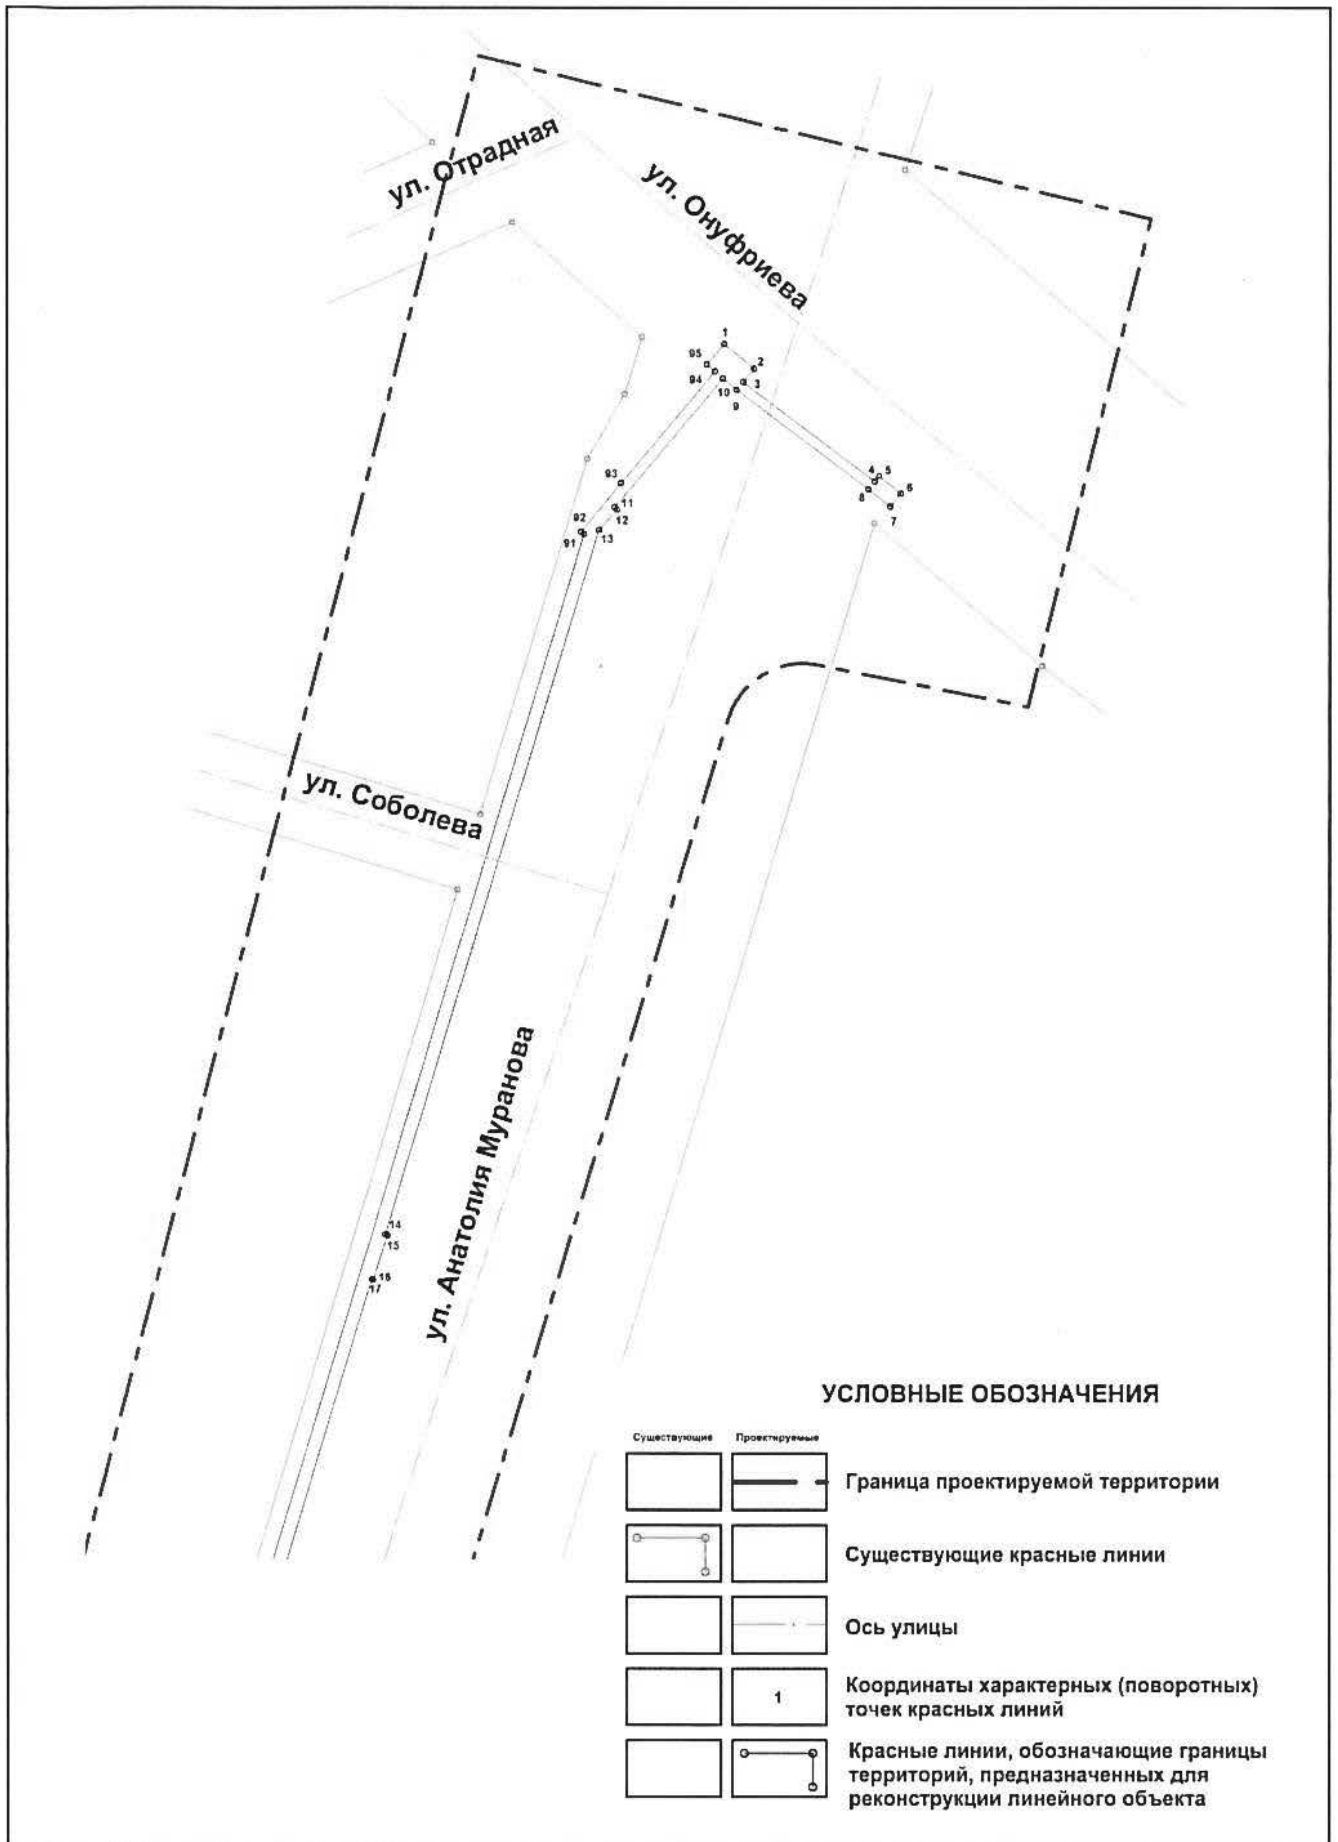 ул. Отрадная
ул. Онуфриева
1
95
2
94
3
10
9
93
4
5
8
6
7
11
92
12
91
13
ул. Соболева
ул. Анатолия Муранова
14
15
16
17
УСЛОВНЫЕ ОБОЗНАЧЕНИЯ
Существующие
Проектируемые
Граница проектируемой территории
Существующие красные линии
Ось улицы
1
Координаты характерных (поворотных)
точек красных линий
Красные линии, обозначающие границы
территорий, предназначенных для
реконструкции линейного объекта